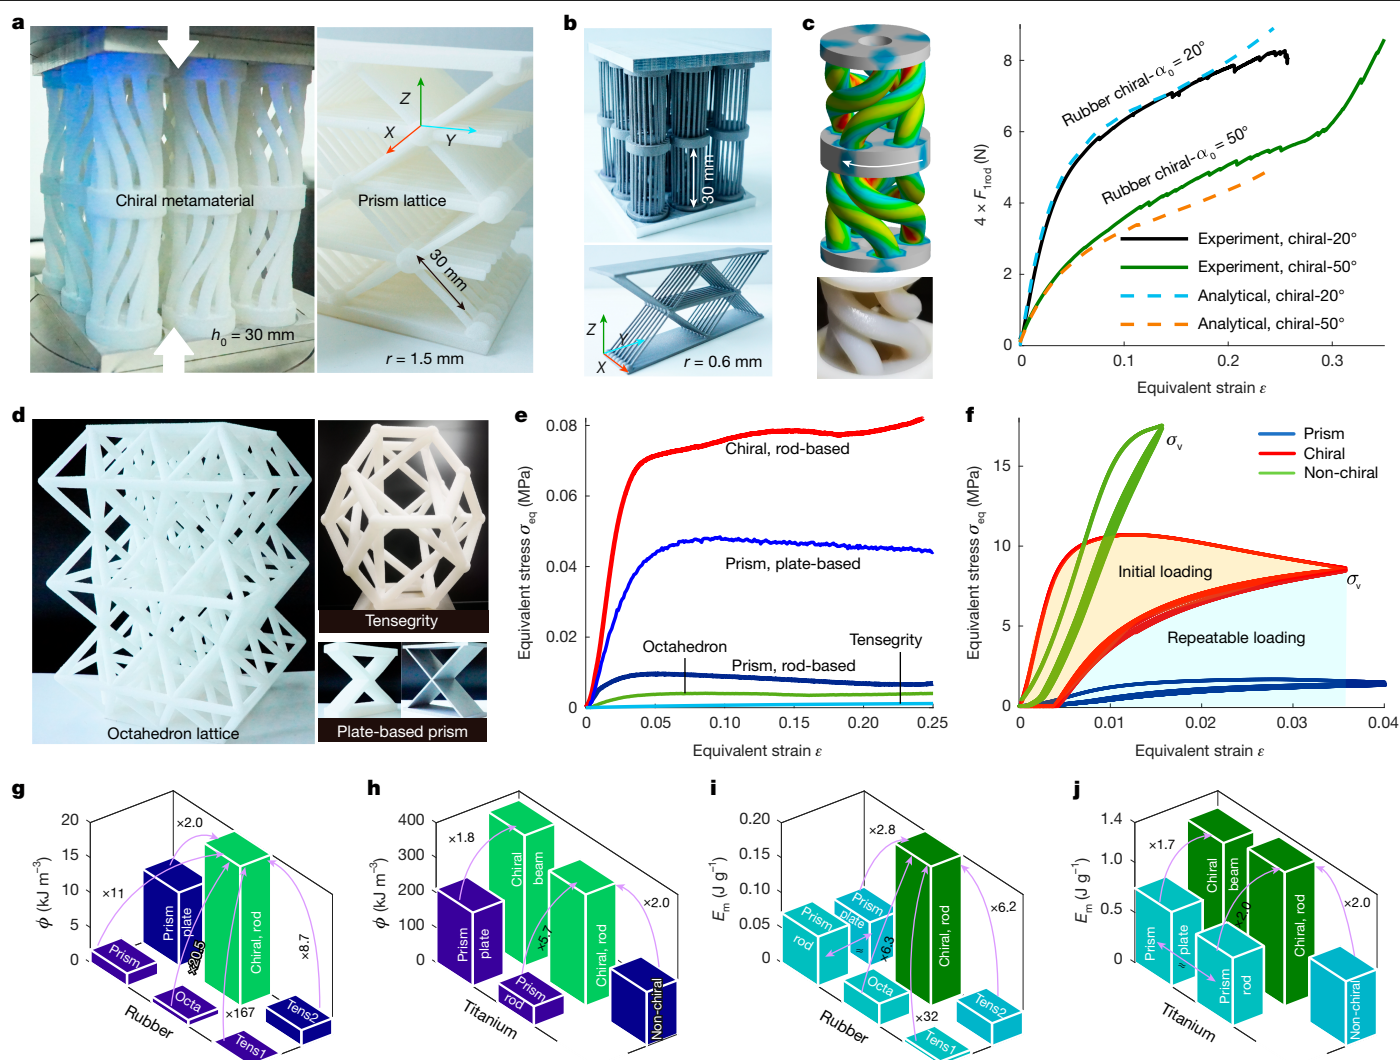 a
Chiral metamaterial
h₀ = 30 mm
Prism lattice
Z
X
Y
30 mm
r = 1.5 mm
b
30 mm
Z
Y
X
r = 0.6 mm
c
4 × F₁rod (N)
8
6
4
2
0
0
0.1
0.2
0.3
Equivalent strain ε
Rubber chiral-α₀ = 20°
Rubber chiral-α₀ = 50°
Experiment, chiral-20°
Experiment, chiral-50°
Analytical, chiral-20°
Analytical, chiral-50°
d
Octahedron lattice
Tensegrity
Plate-based prism
e
Equivalent stress σeq (MPa)
0.08
0.06
0.04
0.02
0
0
0.05
0.10
0.15
0.20
0.25
Equivalent strain ε
Chiral, rod-based
Prism, plate-based
Octahedron
Tensegrity
Prism, rod-based
f
Equivalent stress σeq (MPa)
15
10
5
0
0
0.01
0.02
0.03
0.04
Equivalent strain ε
Prism
Chiral
Non-chiral
σv
Initial loading
σv
Repeatable loading
g
ϕ (kJ m⁻³)
20
15
10
5
0
×2.0
×11
×20.5
×167
×8.7
Prism
Prism
plate
Octa
Chiral, rod
Tens1
Tens2
Rubber
h
ϕ (kJ m⁻³)
400
300
200
100
0
×1.8
×5.7
×2.0
Prism
plate
Chiral
beam
Prism
rod
Chiral, rod
Non-chiral
Titanium
i
Eₘ (J g⁻¹)
0.20
0.15
0.10
0.05
0
×2.8
×6.3
×32
×6.2
≈
Prism
rod
Prism
plate
Octa
Chiral, rod
Tens1
Tens2
Rubber
j
Eₘ (J g⁻¹)
1.4
1.0
0.5
0
×1.7
×2.0
×2.0
≈
Prism
plate
Chiral
beam
Prism
rod
Chiral, rod
Non-chiral
Titanium